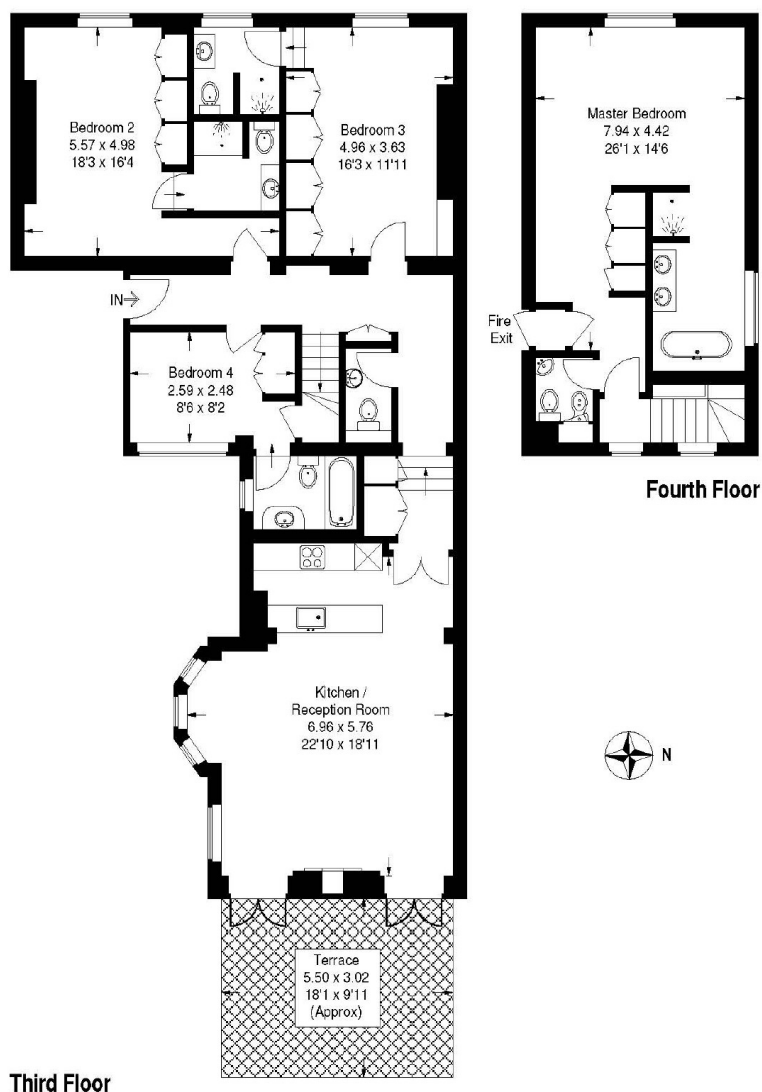 Bedroom 2
5.57 x 4.98
18'3 x 16'4
Bedroom 3
4.96 x 3.63
16'3 x 11'11
Master Bedroom
7.94 x 4.42
26'1 x 14'6
IN
Fire
Exit
Bedroom 4
2.59 x 2.48
8'6 x 8'2
Fourth Floor
Kitchen /
Reception Room
6.96 x 5.76
22'10 x 18'11
N
Terrace
5.50 x 3.02
18'1 x 9'11
(Approx)
Third Floor